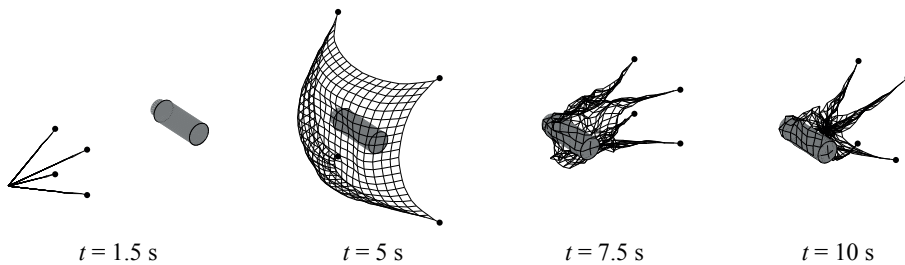 t = 1.5 s t = 5 s t = 7.5 s t = 10 s